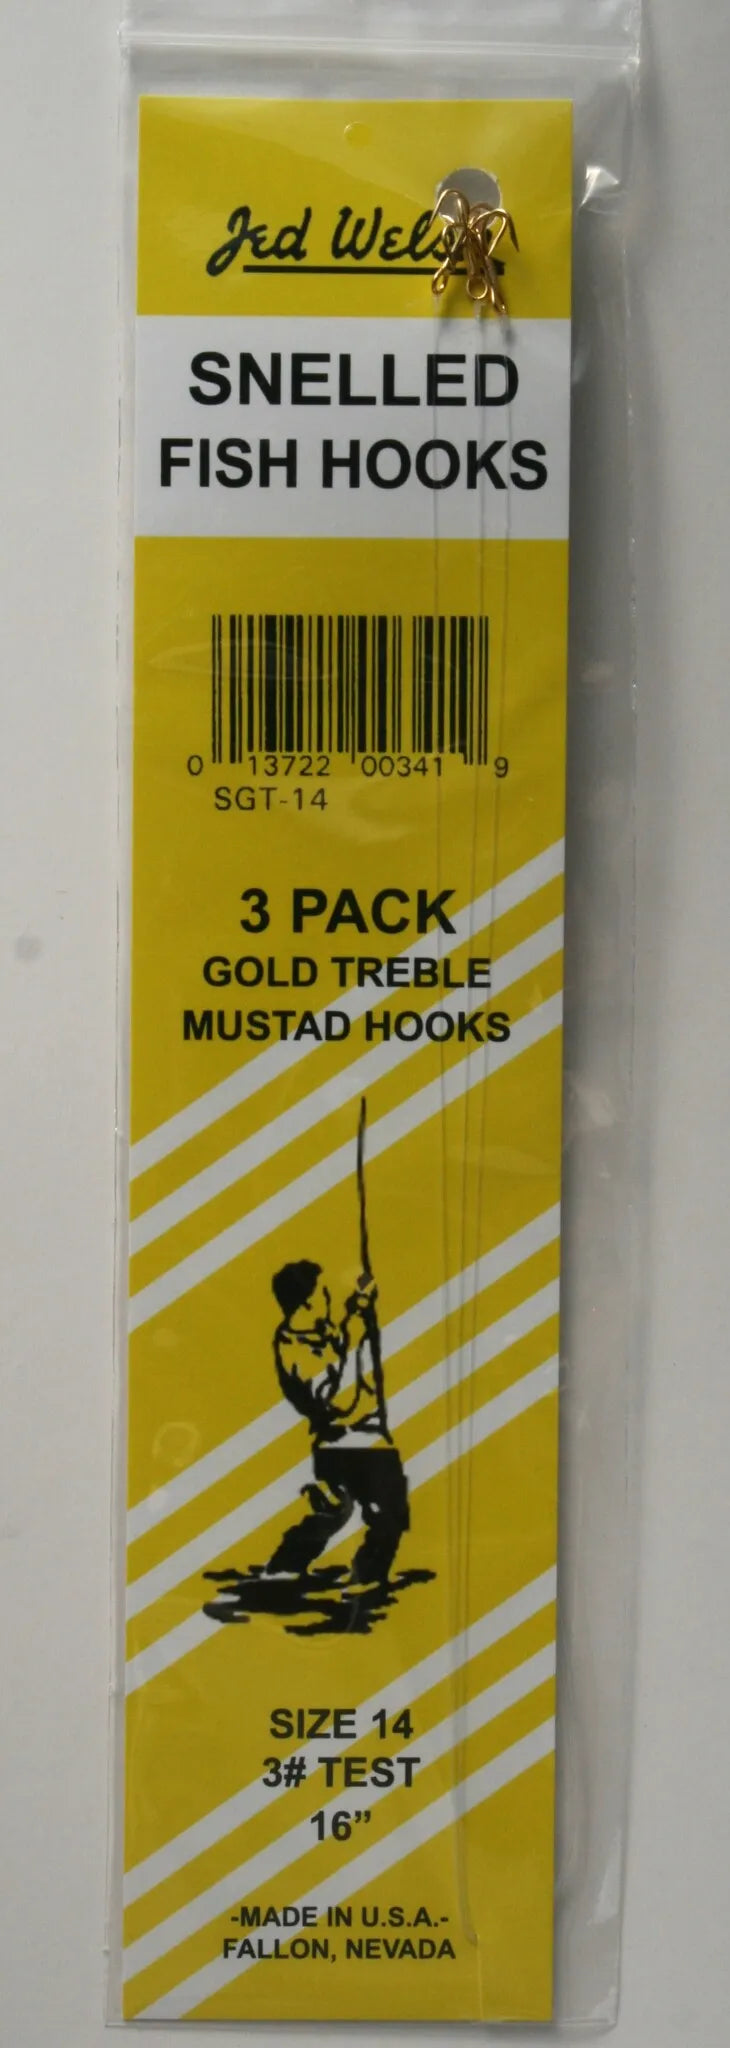 Jed Welsh
SNELLED
FISH HOOKS
0 13722 00341 9
SGT-14
3 PACK
GOLD TREBLE
MUSTAD HOOKS
SIZE 14
3# TEST
16”
-MADE IN U.S.A.-
FALLON, NEVADA